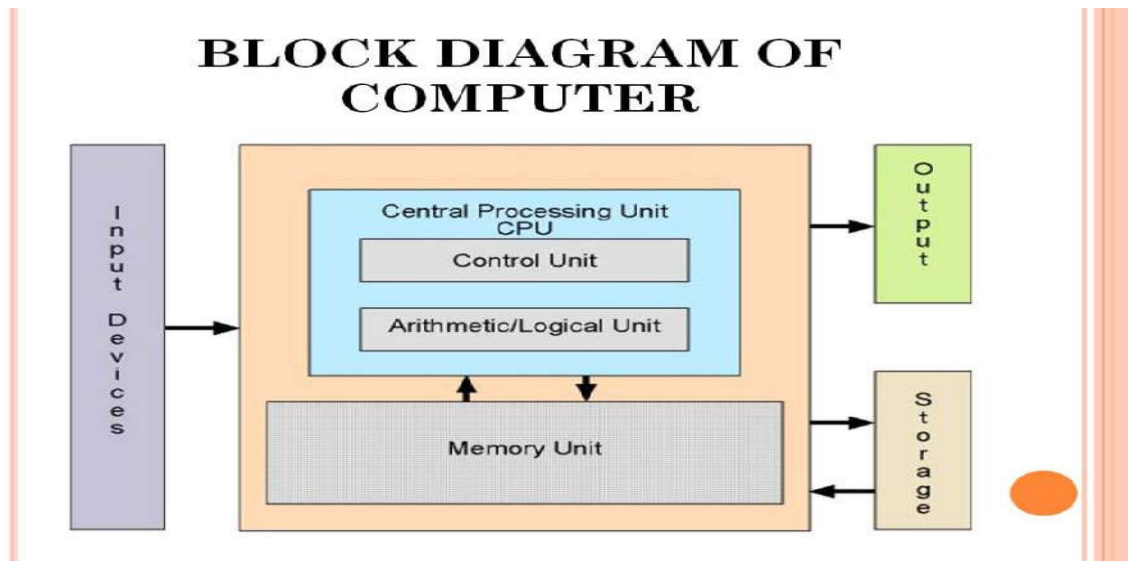 BLOCK DIAGRAM OF
COMPUTER
Input Devices
Central Processing Unit
CPU
Control Unit
Arithmetic/Logical Unit
Memory Unit
Output
Storage